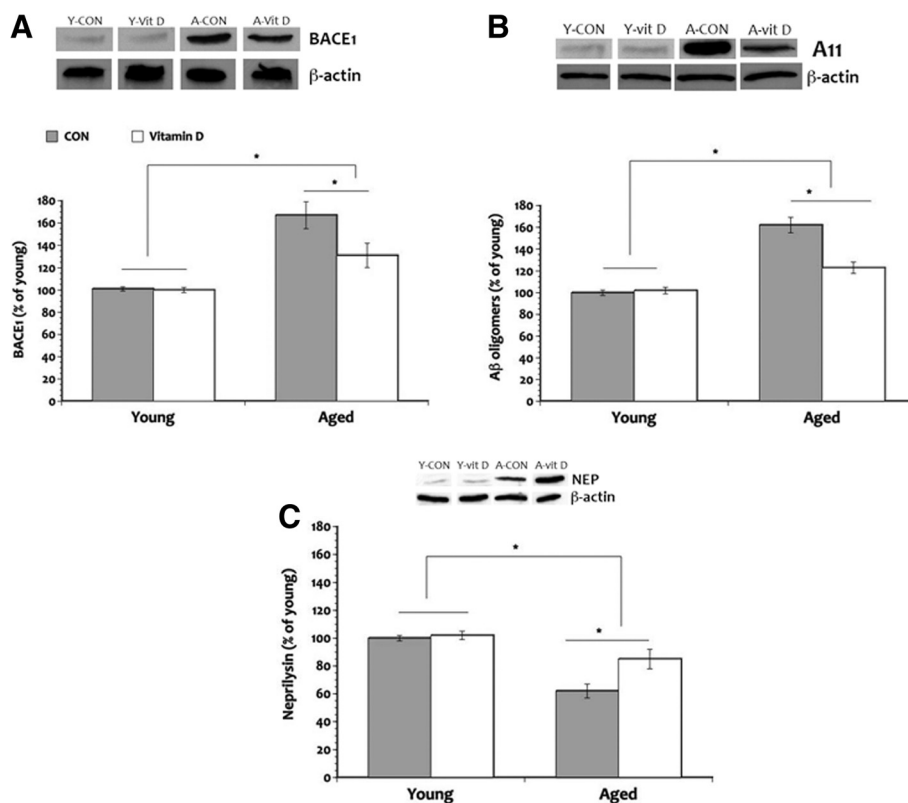 A
Y-CON Y-Vit D A-CON A-Vit D
BACE1
β-actin
CON Vitamin D
*
*
BACE1 (% of young)
180
160
140
120
100
80
60
40
20
0
Young Aged
B
Y-CON Y-vit D A-CON A-vit D
A11
β-actin
*
*
Aβ oligomers (% of young)
180
160
140
120
100
80
60
40
20
0
Young Aged
C
Y-CON Y-vit D A-CON A-vit D
NEP
β-actin
*
*
Neprilysin (% of young)
180
160
140
120
100
80
60
40
20
0
Young Aged